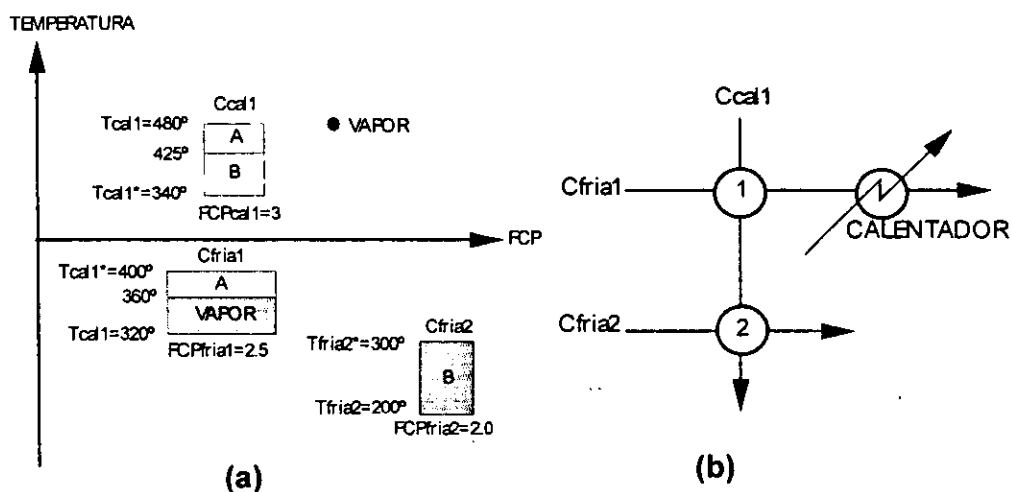 TEMPERATURA
Ccal1
Tcal1=480º
A
VAPOR
425º
B
Tcal1*=340º
FCPcal1=3
FCP
Cfria1
Tcal1*=400º
A
360º
VAPOR
Tcal1=320º
FCPfria1=2.5
Cfria2
Tfria2*=300º
B
Tfria2=200º
FCPfria2=2.0
(a)
Ccal1
Cfria1
1
CALENTADOR
Cfria2
2
(b)